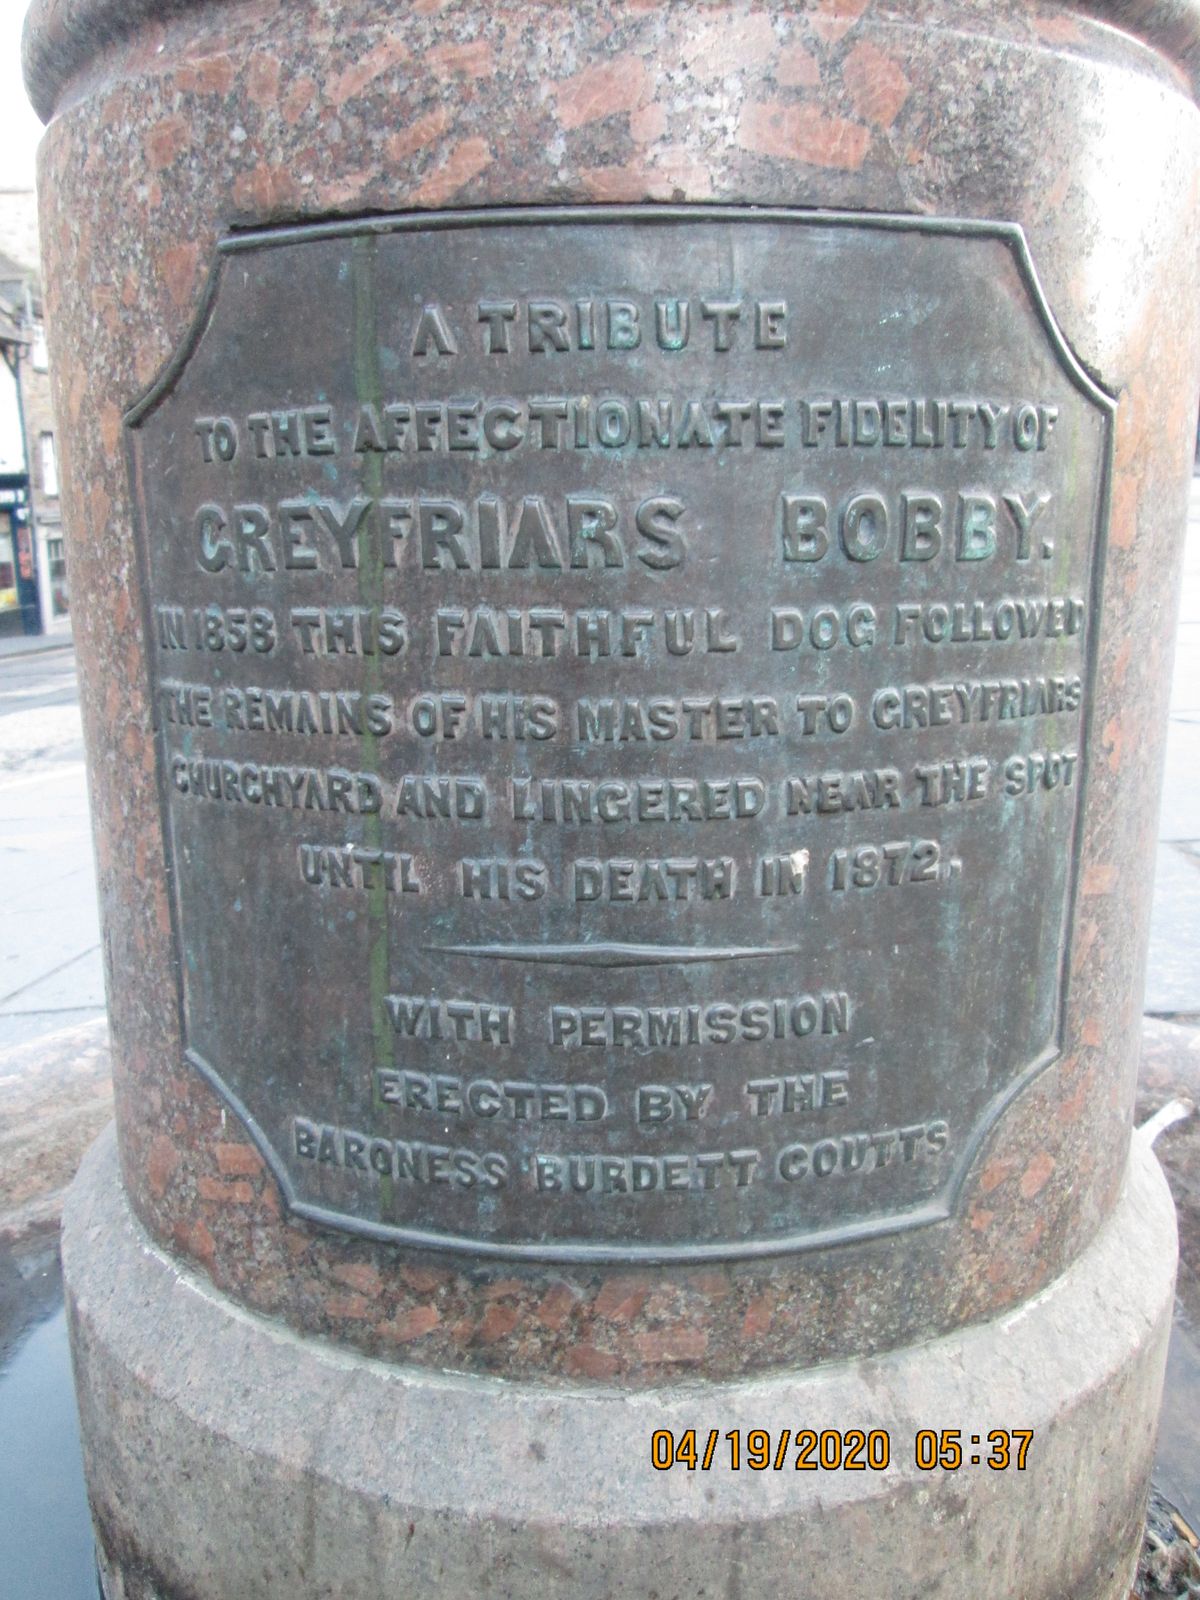 A TRIBUTE
TO THE AFFECTIONATE FIDELITY OF
GREYFRIARS BOBBY.
IN 1858 THIS FAITHFUL DOG FOLLOWED
THE REMAINS OF HIS MASTER TO GREYFRIARS
CHURCHYARD AND LINGERED NEAR THE SPOT
UNTIL HIS DEATH IN 1872.
WITH PERMISSION
ERECTED BY THE
BARONESS BURDETT COUTTS
04/19/2020 05:37